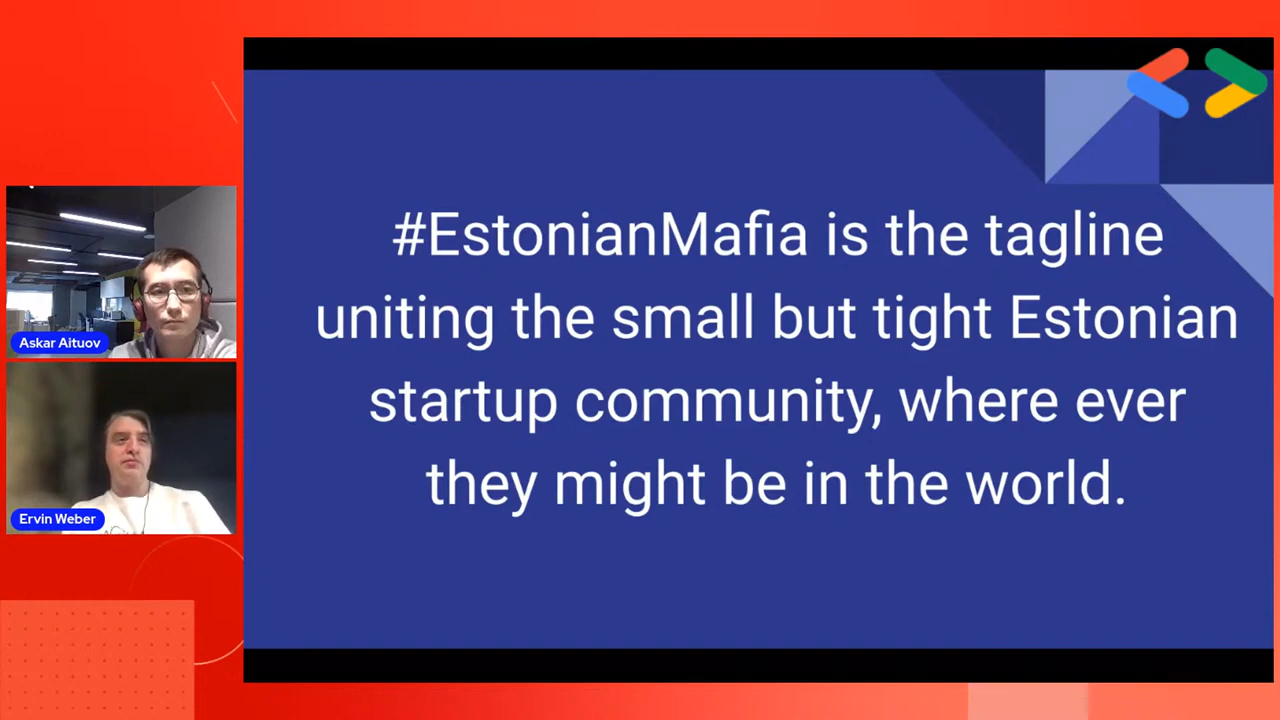 #EstonianMafia is the tagline
uniting the small but tight Estonian
startup community, where ever
they might be in the world.
Askar Aituov
Ervin Weber